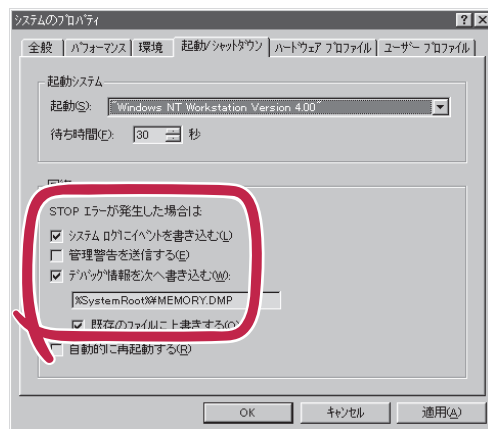 システムのプロパティ
全般 パフォーマンス 環境 起動/シャットダウン ハードウェア プロファイル ユーザー プロファイル
起動システム
起動(S): "Windows NT Workstation Version 4.00"
待ち時間(F): 30 秒
STOP エラーが発生した場合は
システム ログにイベントを書き込む(L)
管理警告を送信する(E)
デバッグ情報を次へ書き込む(W):
%SystemRoot%¥MEMORY.DMP
既存のファイルに上書きする(O)
自動的に再起動する(R)
OK キャンセル 適用(A)